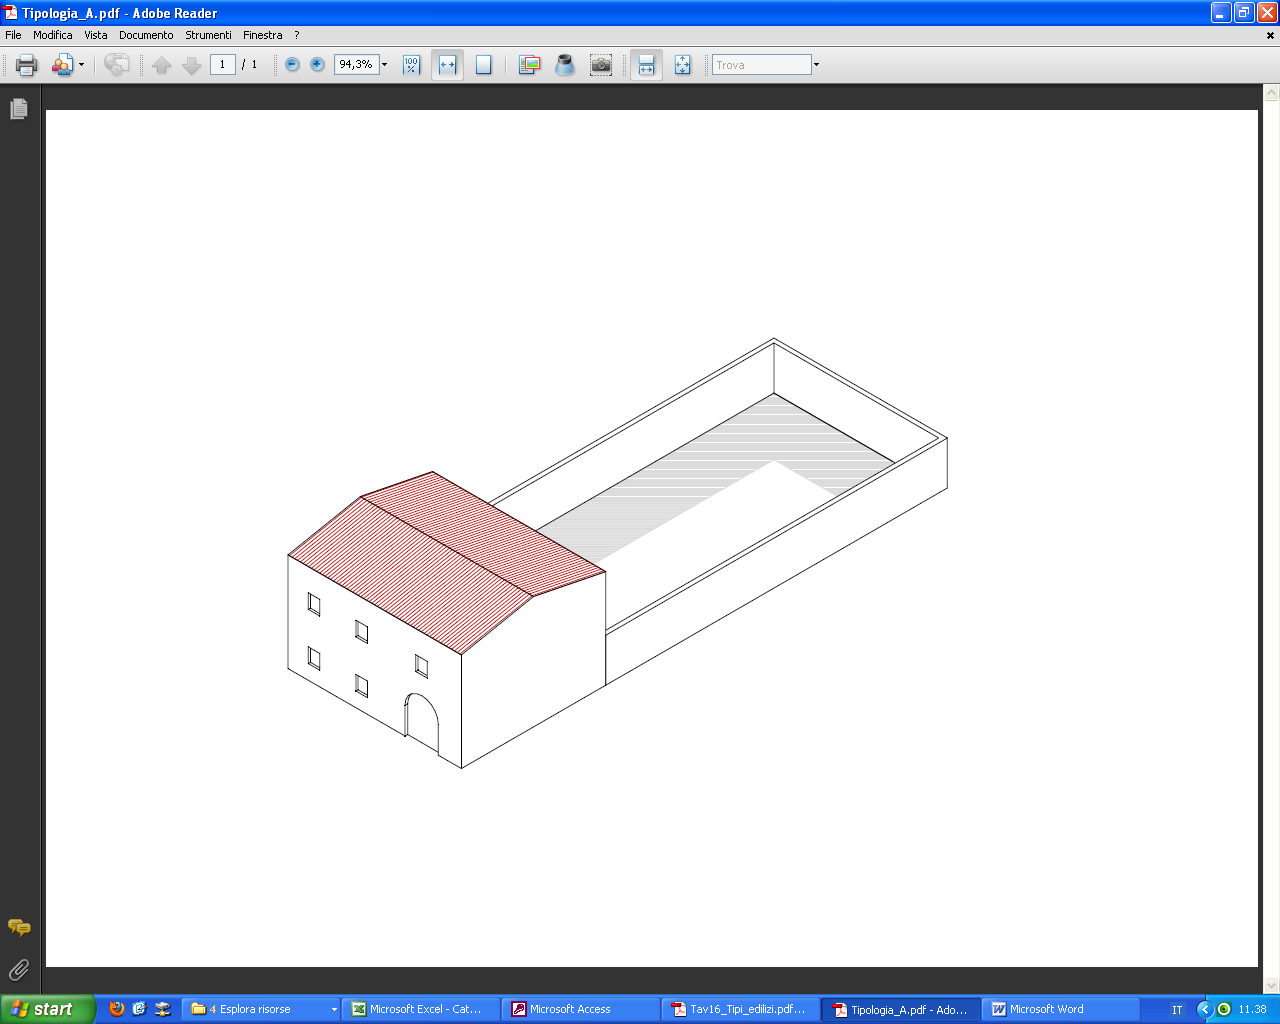 Tipologia_A.pdf - Adobe Reader
File Modifica Vista Documento Strumenti Finestra ?
1 / 1 94,3% 100 % Trova
start 4 Esplora risorse Microsoft Excel - Cat... Microsoft Access Tav16_Tipi_edilizi.pdf... Tipologia_A.pdf - Ado... Microsoft Word IT 11.38